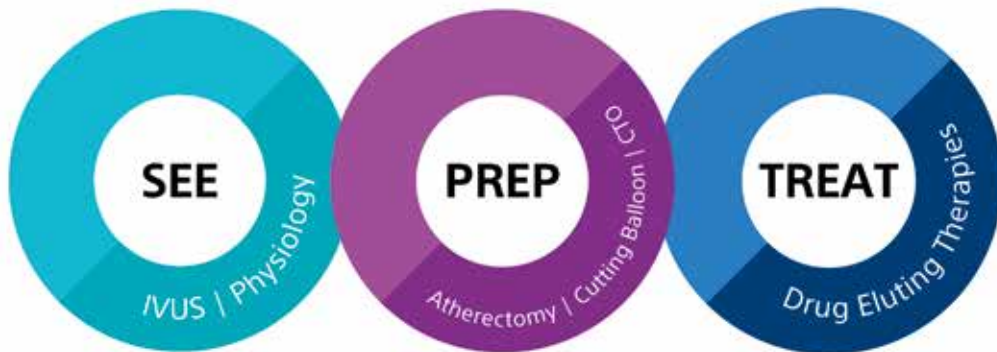 SEE
IVUS | Physiology
PREP
Atherectomy | Cutting Balloon | CTO
TREAT
Drug Eluting Therapies